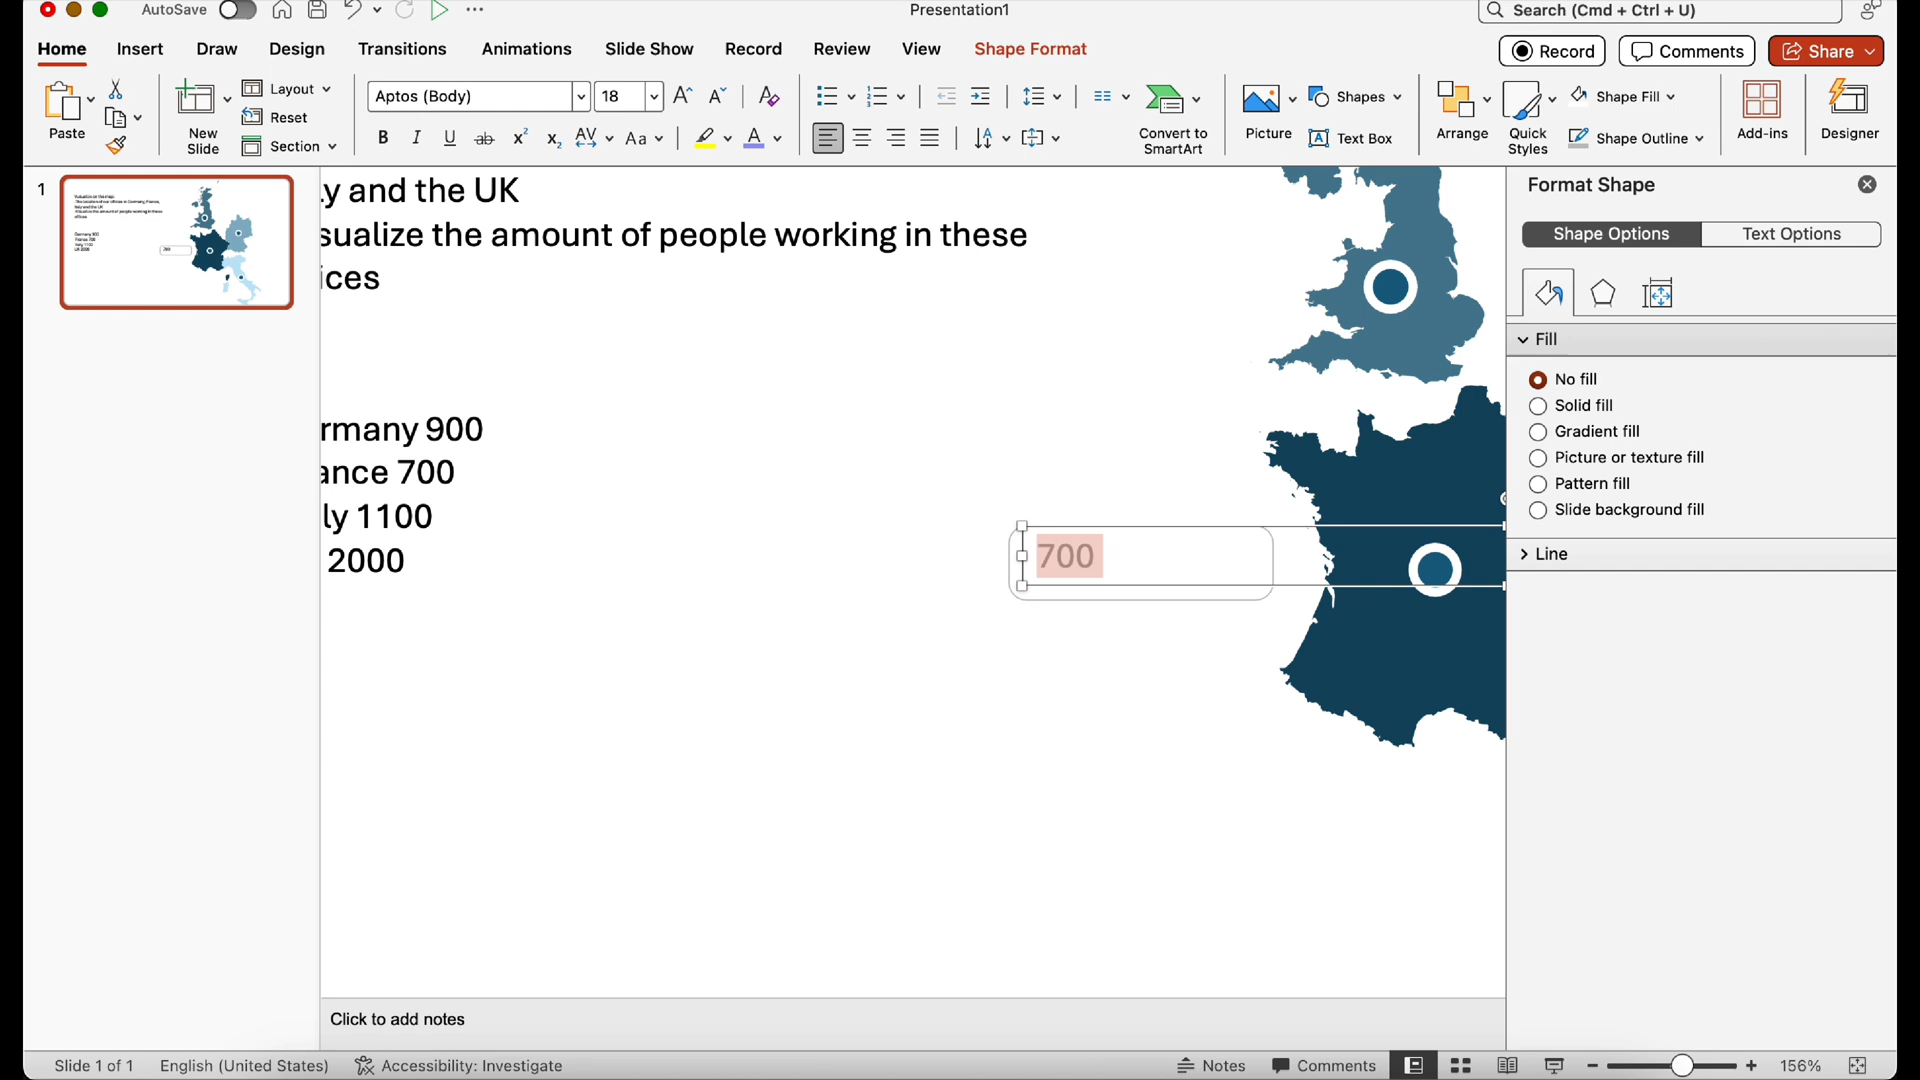 AutoSave
Presentation1
Search (Cmd + Ctrl + U)
Home Insert Draw Design Transitions Animations Slide Show Record Review View Shape Format
Record Comments Share
Paste
New Slide
Layout
Reset
Section
Aptos (Body) 18
Convert to SmartArt
Picture
Shapes
Text Box
Arrange
Quick Styles
Shape Fill
Shape Outline
Add-ins
Designer
1
Visualize on the map:
ly and the UK
sualize the amount of people working in these
ices
rmany 900
ance 700
ly 1100
2000
700
Format Shape
Shape Options Text Options
Fill
No fill
Solid fill
Gradient fill
Picture or texture fill
Pattern fill
Slide background fill
Line
Click to add notes
Slide 1 of 1 English (United States) Accessibility: Investigate Notes Comments 156%